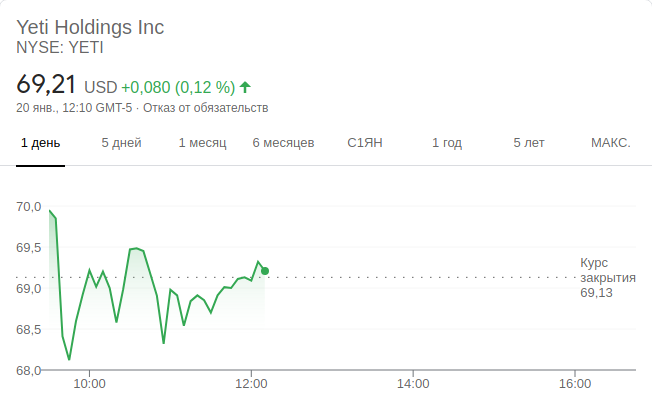 Yeti Holdings Inc
NYSE: YETI
69,21 USD +0,080 (0,12 %)
20 янв., 12:10 GMT-5 · Отказ от обязательств
1 день 5 дней 1 месяц 6 месяцев С1ЯН 1 год 5 лет МАКС.
70,0
69,5
69,0
68,5
68,0
Курс
закрытия
69,13
10:00 12:00 14:00 16:00